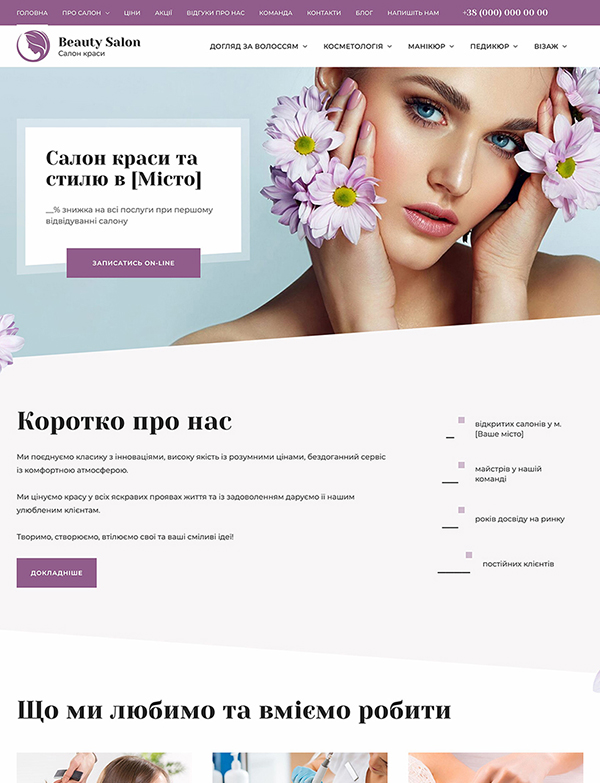 ГОЛОВНА ПРО САЛОН ЦІНИ АКЦІЇ ВІДГУКИ ПРО НАС КОМАНДА КОНТАКТИ БЛОГ НАПИШІТЬ НАМ +38 (000) 000 00 00
Beauty Salon
Салон краси
ДОГЛЯД ЗА ВОЛОССЯМ КОСМЕТОЛОГІЯ МАНІКЮР ПЕДИКЮР ВІЗАЖ
Салон краси та
стилю в [Місто]
__% знижка на всі послуги при першому
відвідуванні салону
ЗАПИСАТИСЬ ON-LINE
Коротко про нас
Ми поєднуємо класику з інноваціями, високу якість із розумними цінами, бездоганний сервіс
із комфортною атмосферою.
Ми цінуємо красу у всіх яскравих проявах життя та із задоволенням даруємо її нашим
улюбленим клієнтам.
Творимо, створюємо, втілюємо свої та ваші сміливі ідеї!
ДОКЛАДНІШЕ
__ відкритих салонів у м.
[Ваше місто]
___ майстрів у нашій
команді
___ років досвіду на ринку
_____ постійних клієнтів
Що ми любимо та вміємо робити